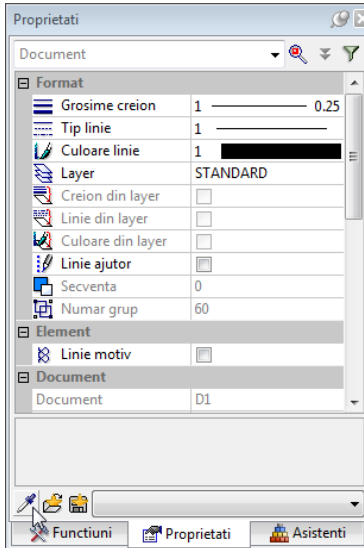 Proprietati
Document
Format
Grosime creion 1 0.25
Tip linie 1
Culoare linie 1
Layer STANDARD
Creion din layer
Linie din layer
Culoare din layer
Linie ajutor
Secventa 0
Numar grup 60
Element
Linie motiv
Document
Document D1
Functiuni Proprietati Asistenti